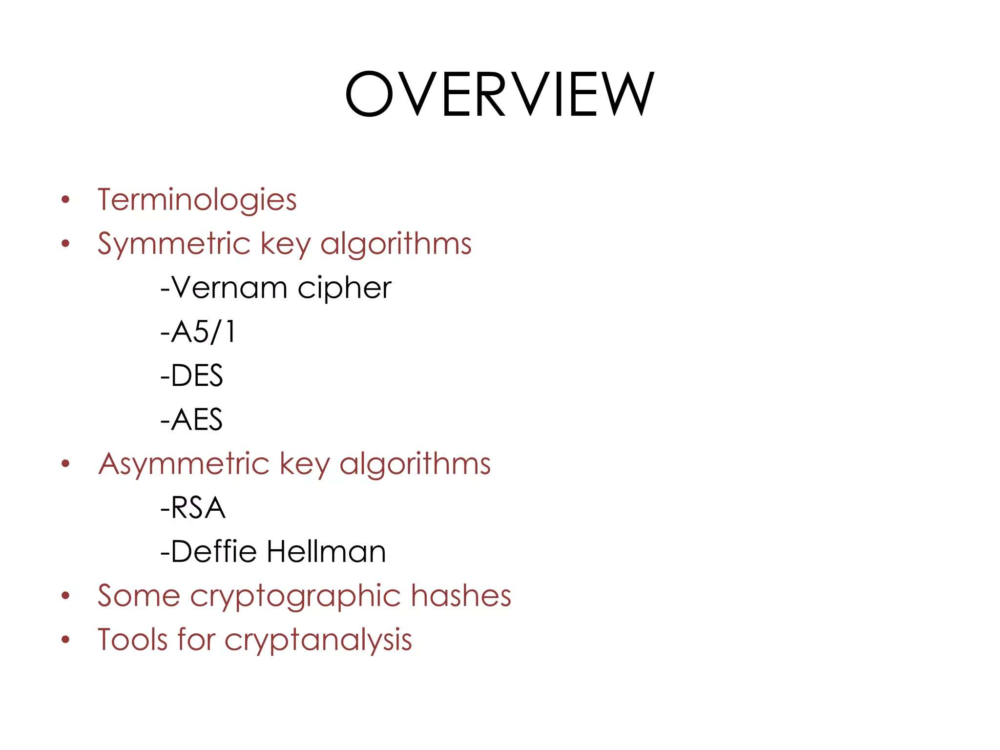 OVERVIEW
• Terminologies
• Symmetric key algorithms
-Vernam cipher
-A5/1
-DES
-AES
• Asymmetric key algorithms
-RSA
-Deffie Hellman
• Some cryptographic hashes
• Tools for cryptanalysis